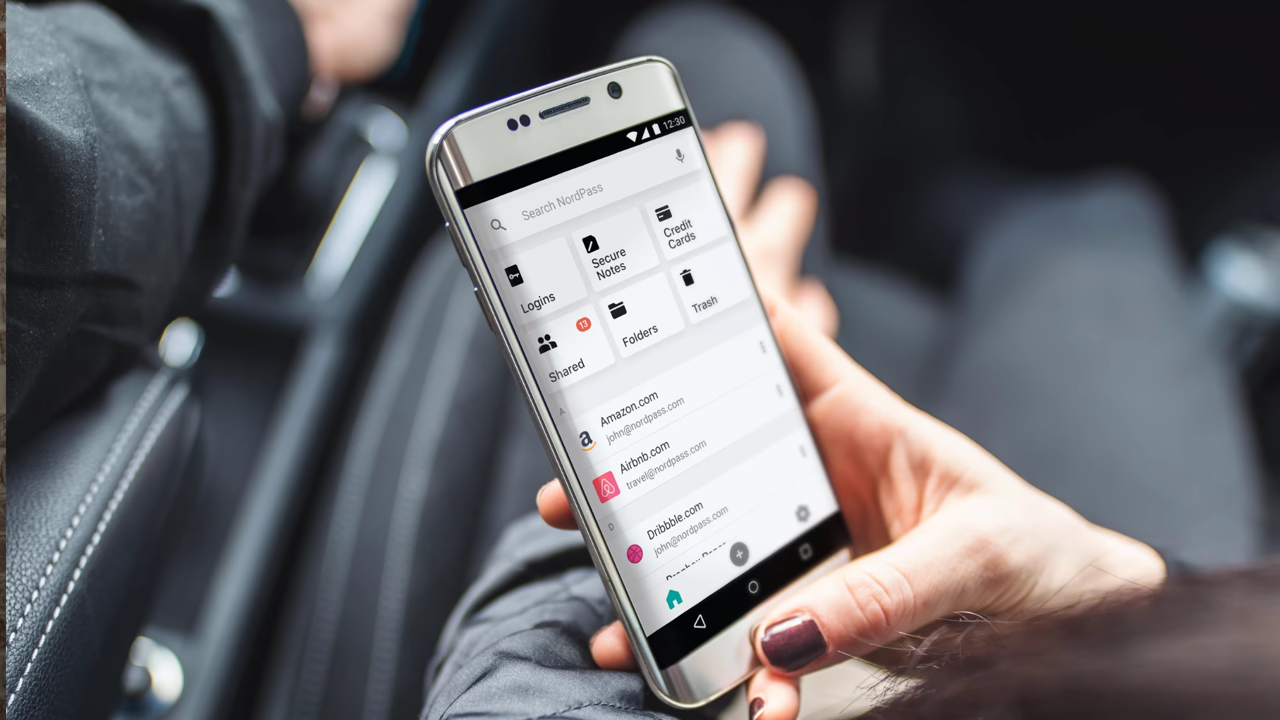 12:30
Search NordPass
Logins
Secure
Notes
Credit
Cards
Shared
13
Folders
Trash
A
Amazon.com
john@nordpass.com
Airbnb.com
travel@nordpass.com
D
Dribbble.com
john@nordpass.com